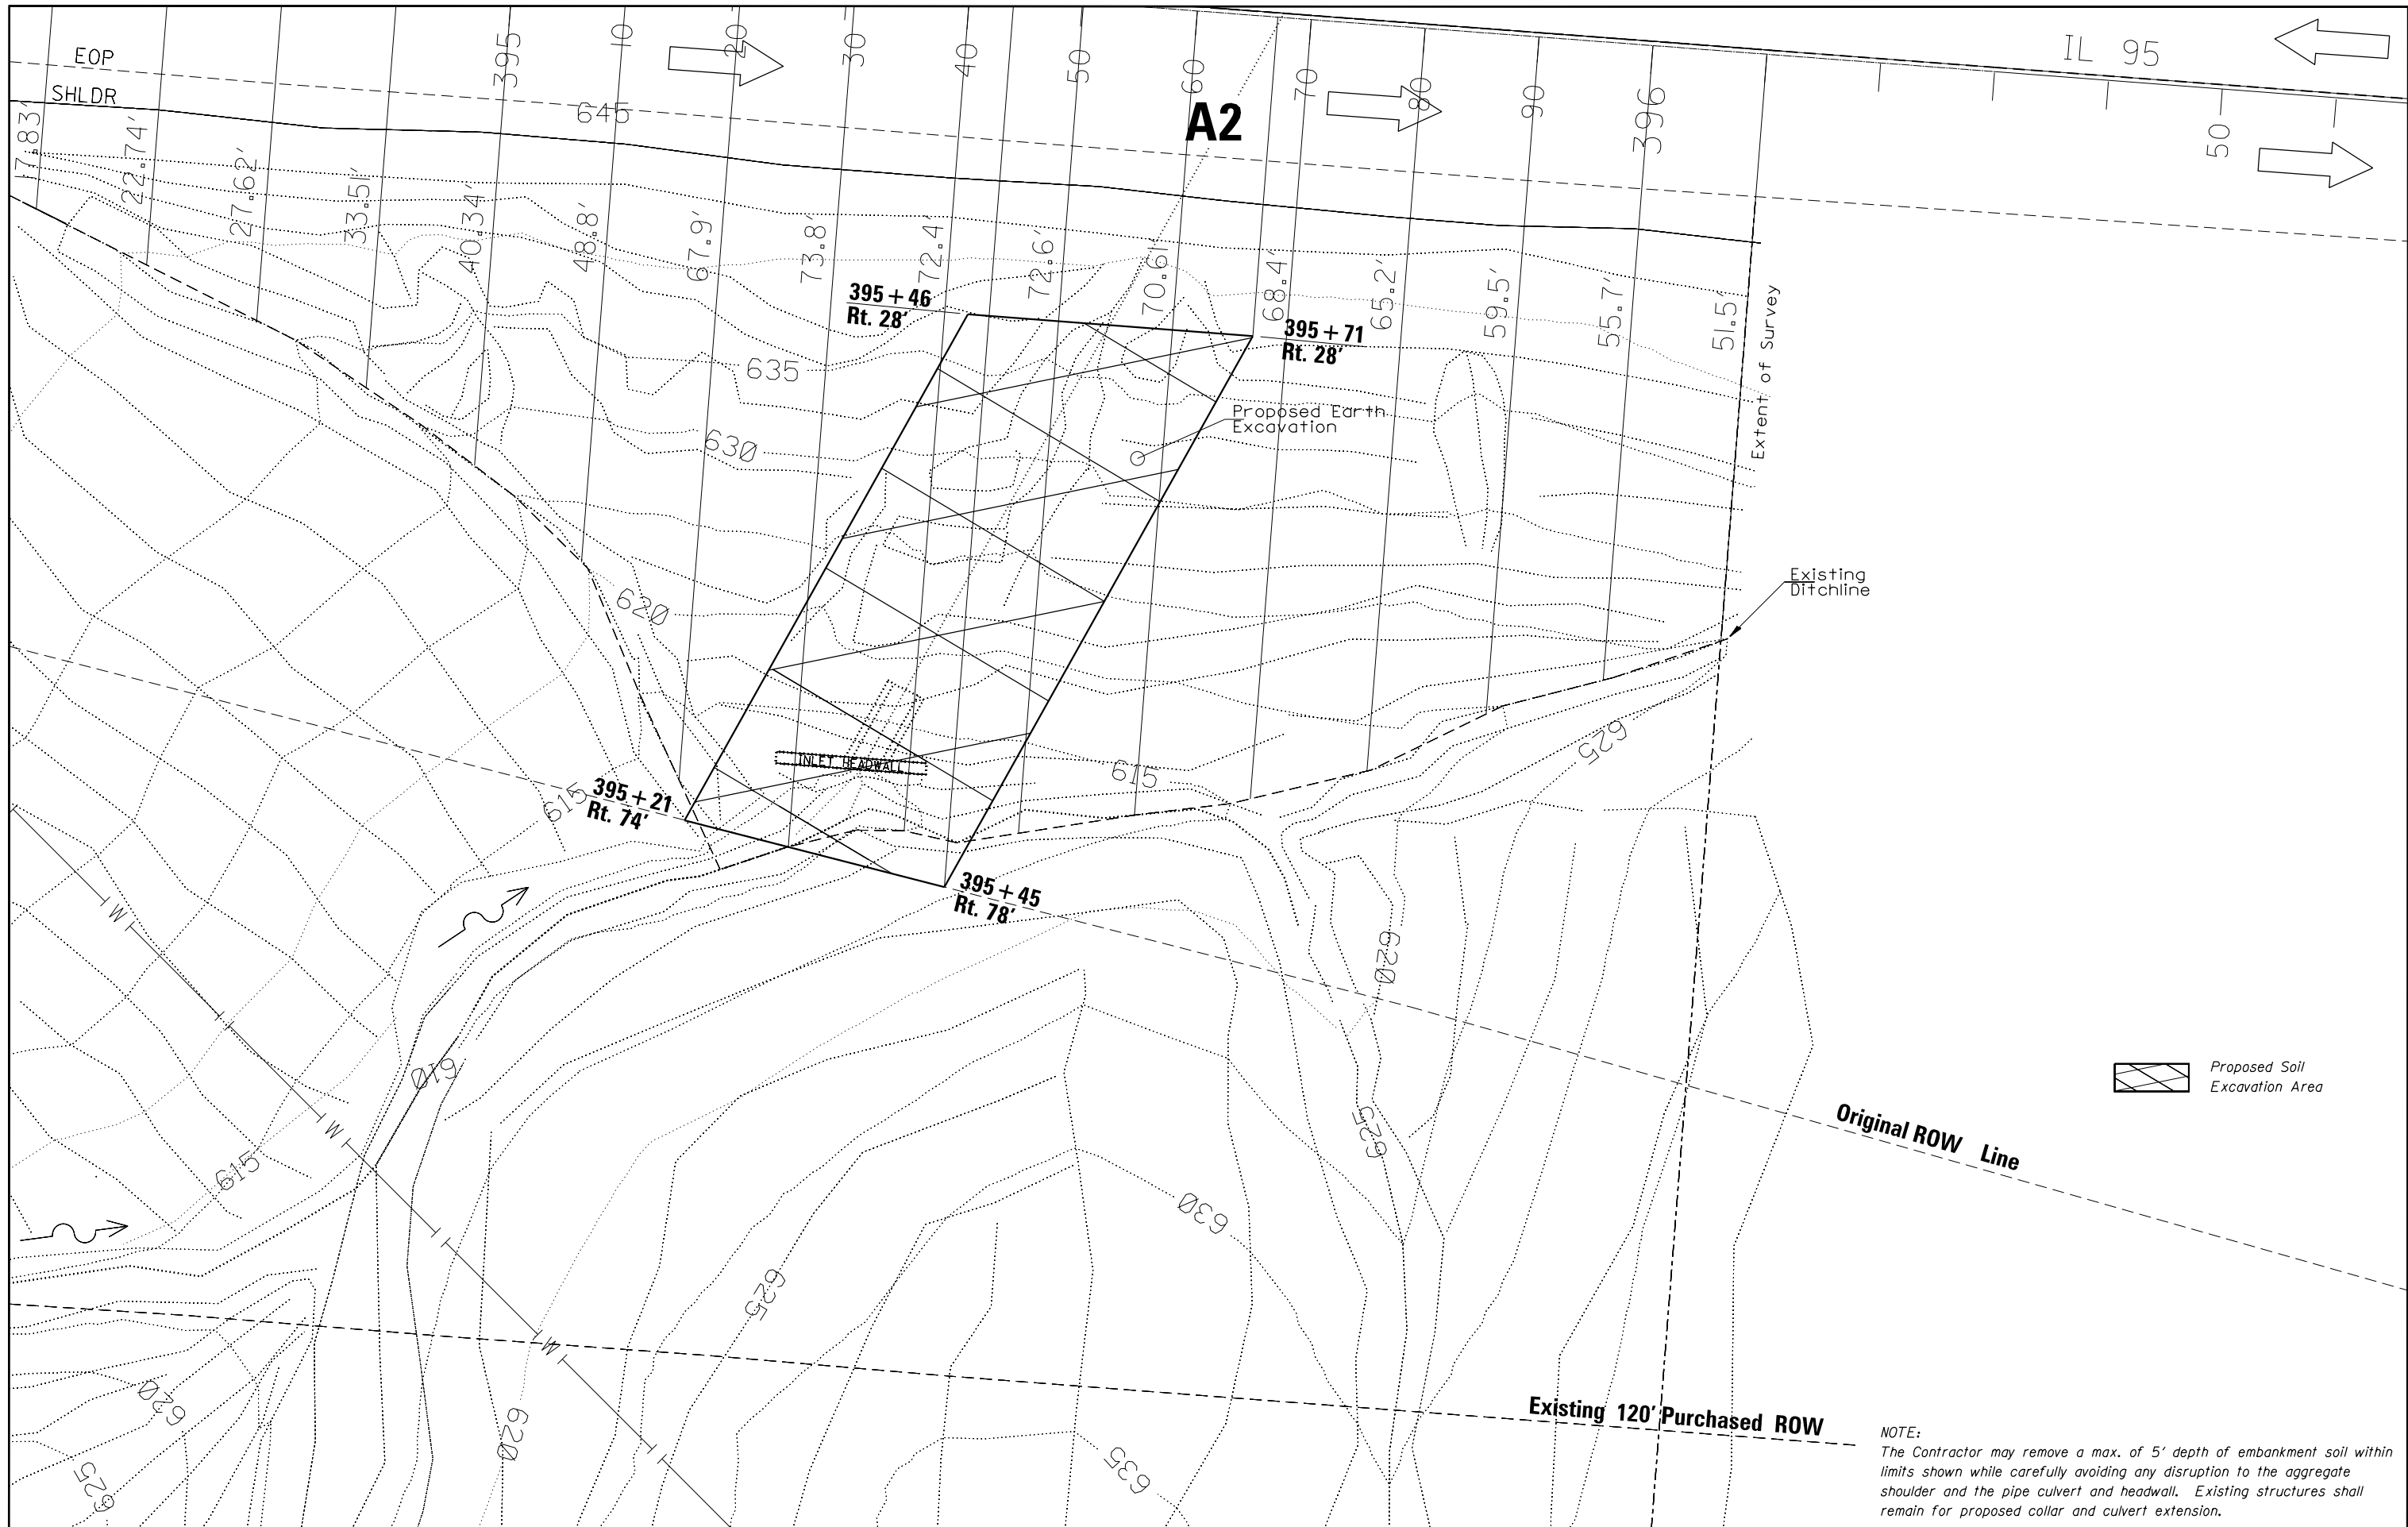 EOP
SHLDR
395
10
20
30
40
50
60
70
80
90
396
50
IL 95
645
A2
17.83'
22.74'
27.62'
33.51'
40.34'
48.8'
67.9'
73.8'
72.4'
72.6'
70.61'
68.4'
65.2'
59.5'
55.7'
51.5'
Extent of Survey
395+46
Rt. 28'
395+71
Rt. 28'
635
630
Proposed Earth
Excavation
620
Existing
Ditchline
INLET HEADWALL
615
625
615
395+21
Rt. 74'
395+45
Rt. 78'
W
620
610
W
625
615
630
625
W
620
620
625
635
Proposed Soil
Excavation Area
Original ROW Line
Existing 120' Purchased ROW
NOTE:
The Contractor may remove a max. of 5' depth of embankment soil within
limits shown while carefully avoiding any disruption to the aggregate
shoulder and the pipe culvert and headwall. Existing structures shall
remain for proposed collar and culvert extension.